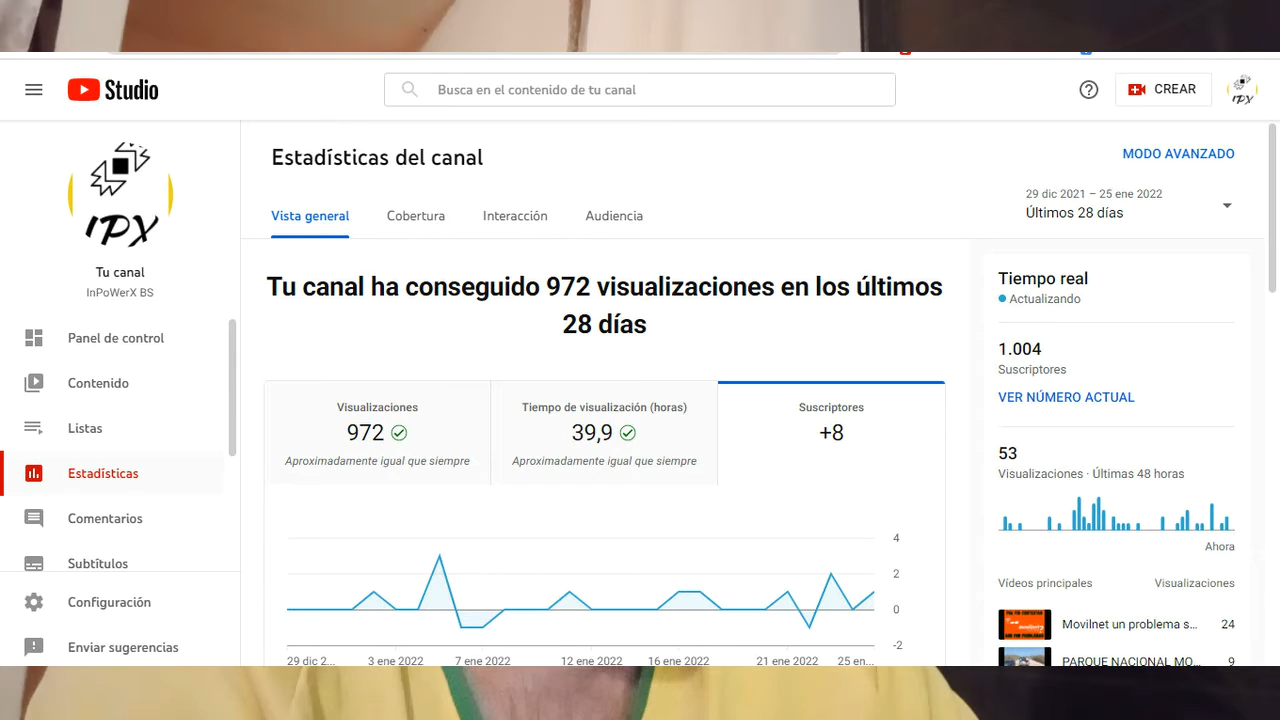 Studio
Busca en el contenido de tu canal
CREAR
IPX
IPX
Tu canal
InPoWerX BS
Panel de control
Contenido
Listas
Estadísticas
Comentarios
Subtítulos
Configuración
Enviar sugerencias
Estadísticas del canal
MODO AVANZADO
29 dic 2021 – 25 ene 2022
Últimos 28 días
Vista general
Cobertura
Interacción
Audiencia
Tu canal ha conseguido 972 visualizaciones en los últimos
28 días
Visualizaciones
972
Aproximadamente igual que siempre
Tiempo de visualización (horas)
39,9
Aproximadamente igual que siempre
Suscriptores
+8
4
2
0
-2
29 dic 2... 3 ene 2022 7 ene 2022 12 ene 2022 16 ene 2022 21 ene 2022 25 en...
Tiempo real
Actualizando
1.004
Suscriptores
VER NÚMERO ACTUAL
53
Visualizaciones · Últimas 48 horas
Ahora
Vídeos principales Visualizaciones
Movilnet un problema s... 24
PARQUE NACIONAL MO... 9